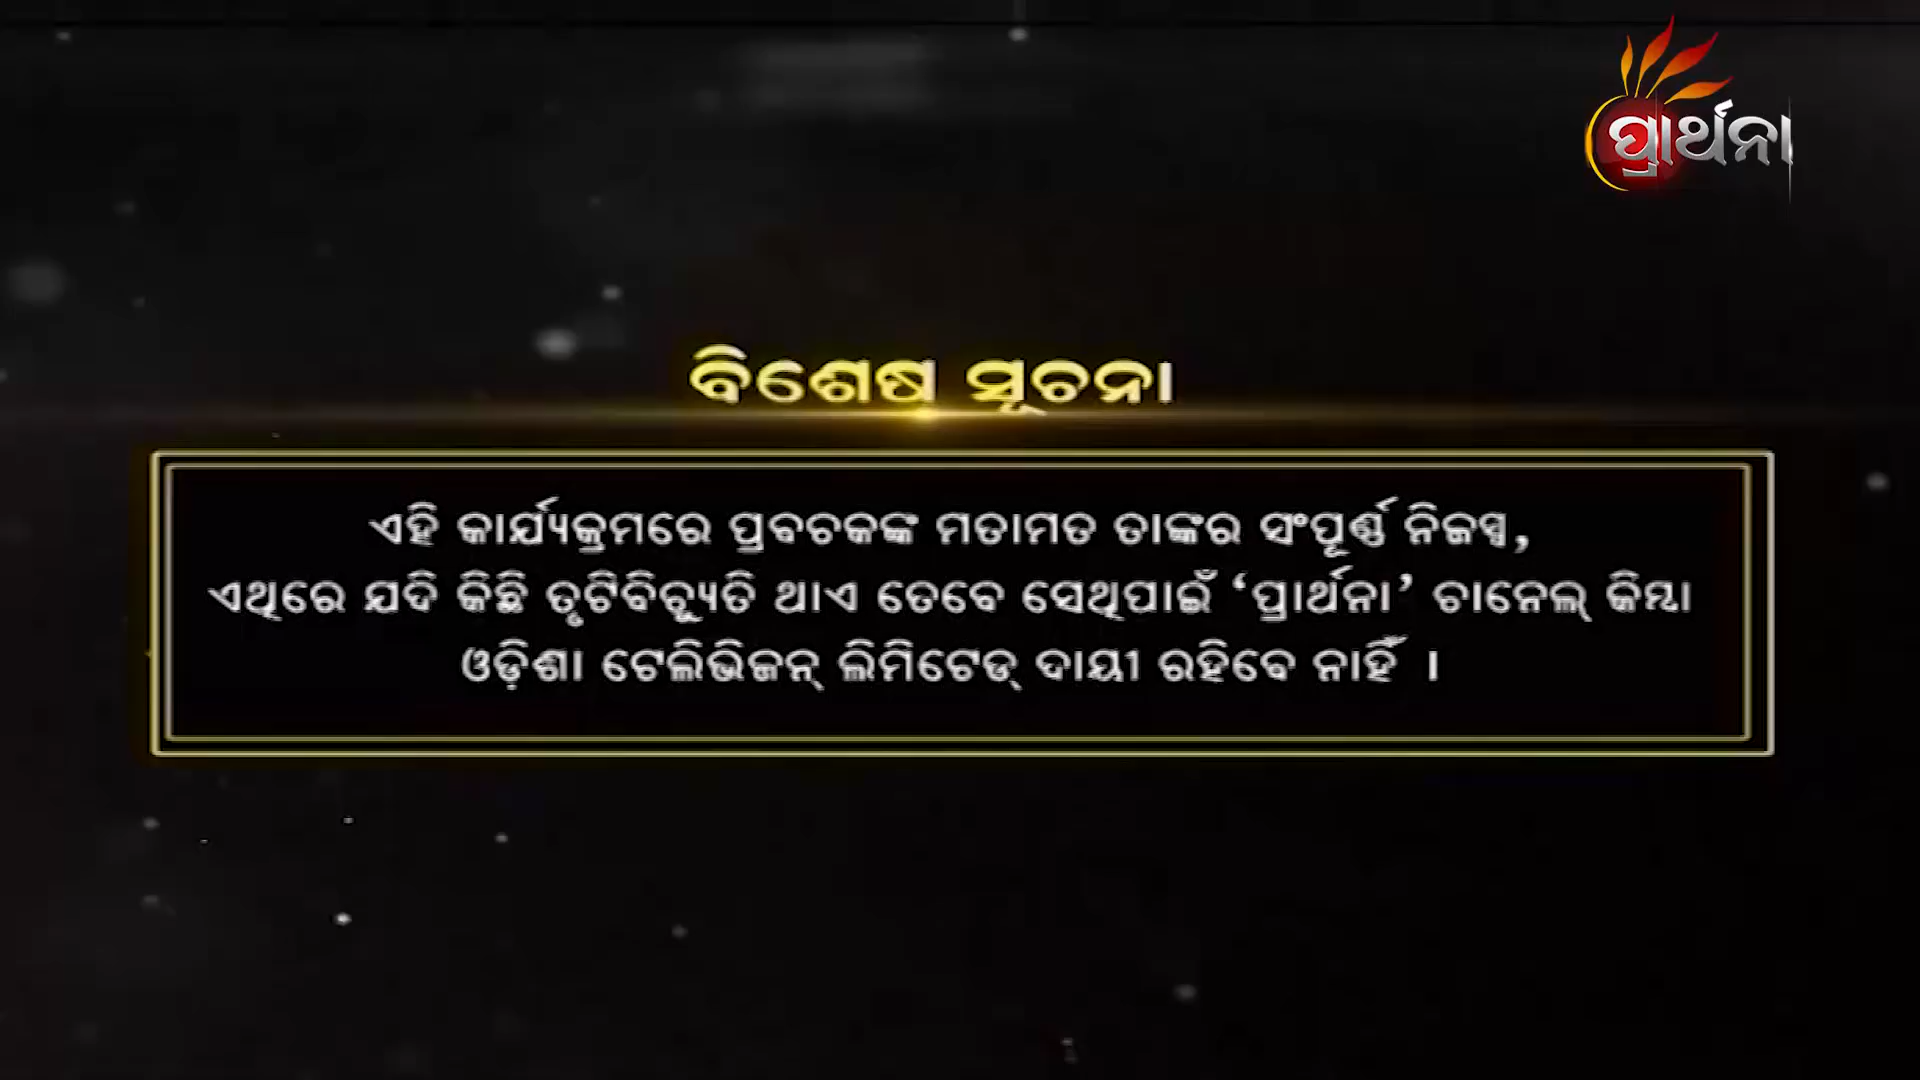 ପ୍ରାର୍ଥନା
ବିଶେଷ ସୂଚନା
ଏହି କାର୍ଯ୍ୟକ୍ରମରେ ପ୍ରବଚକଙ୍କ ମତାମତ ତାଙ୍କର ସଂପୂର୍ଣ୍ଣ ନିଜସ୍ୱ,
ଏଥିରେ ଯଦି କିଛି ତୃଟିବିଚ୍ୟୁତି ଥାଏ ତେବେ ସେଥିପାଇଁ ‘ପ୍ରାର୍ଥନା’ ଚାନେଲ୍ କିମ୍ୱା
ଓଡ଼ିଶା ଟେଲିଭିଜନ୍ ଲିମିଟେଡ୍ ଦାୟୀ ରହିବେ ନାହିଁ ।